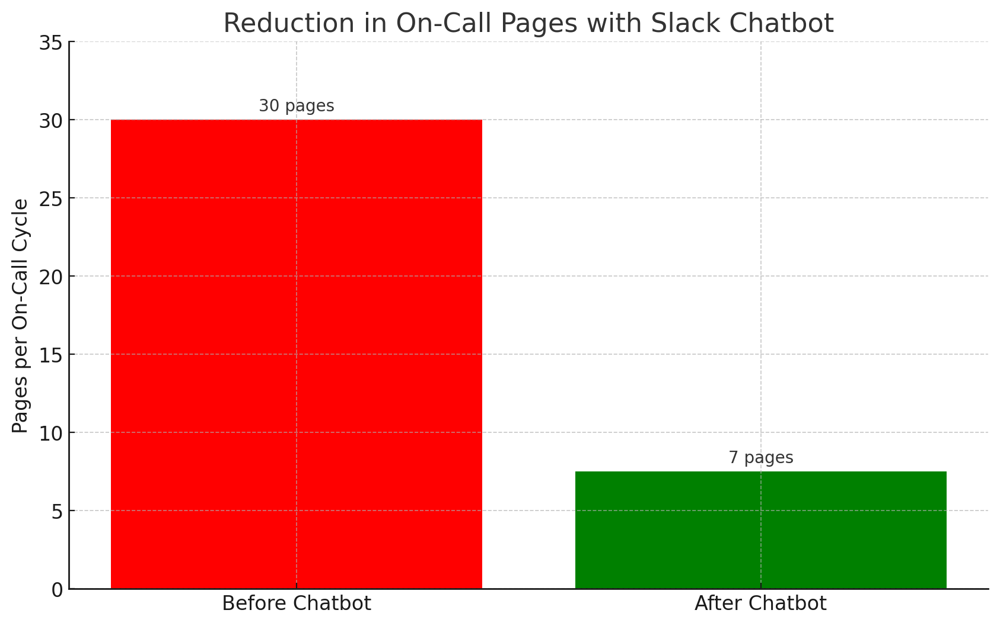 Reduction in On-Call Pages with Slack Chatbot
35
30 pages
30
25
20
15
10
7 pages
5
0
Pages per On-Call Cycle
Before Chatbot
After Chatbot